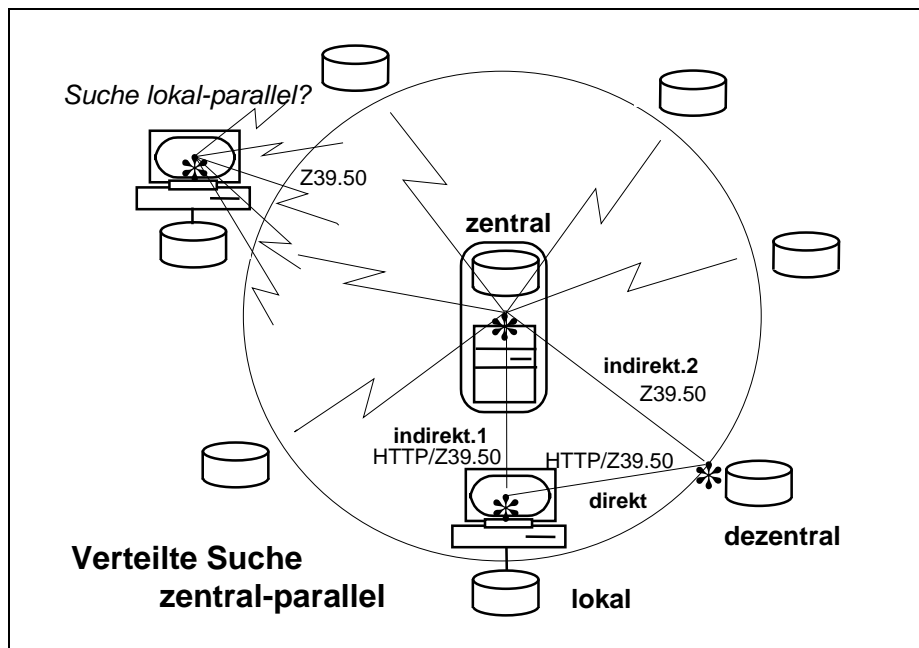 Suche lokal-parallel?
Z39.50
zentral
indirekt.2
Z39.50
indirekt.1
HTTP/Z39.50
HTTP/Z39.50
direkt
dezentral
Verteilte Suche
zentral-parallel
lokal